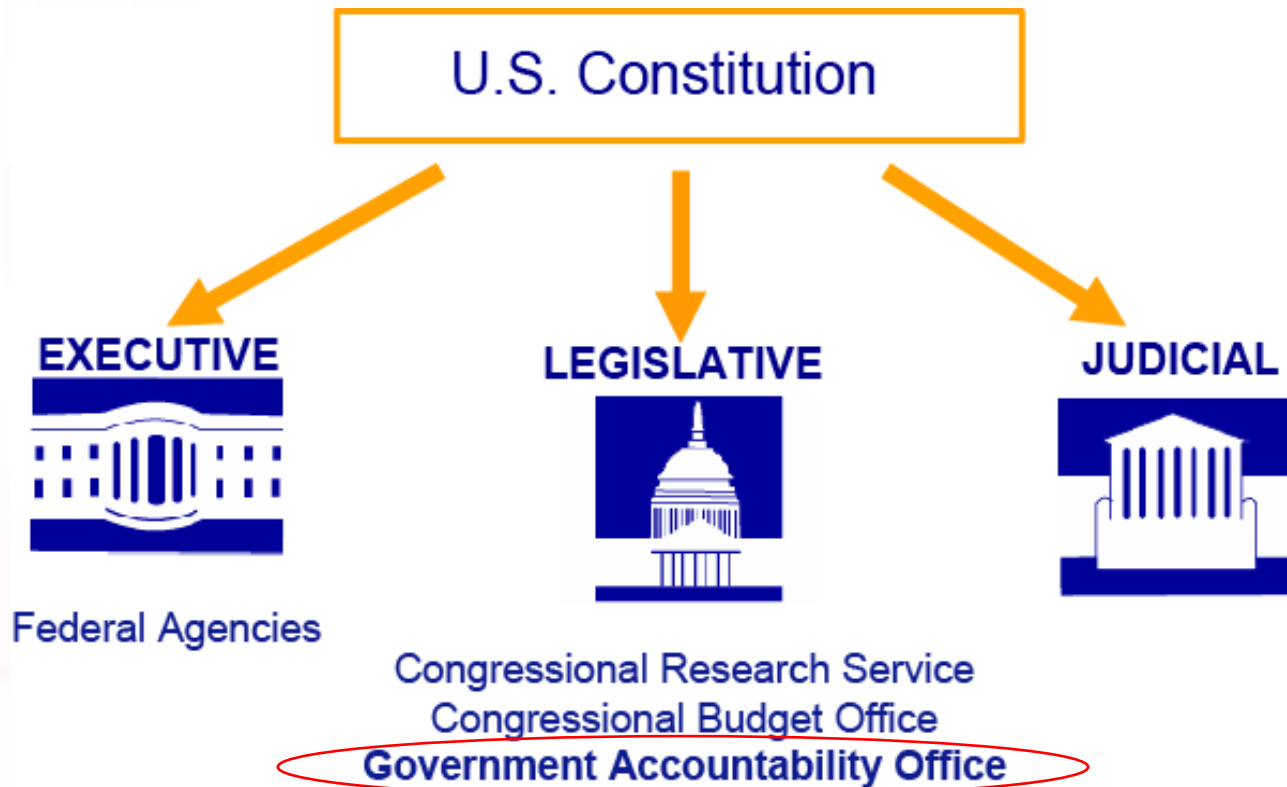 U.S. Constitution
EXECUTIVE
LEGISLATIVE
JUDICIAL
Federal Agencies
Congressional Research Service
Congressional Budget Office
Government Accountability Office